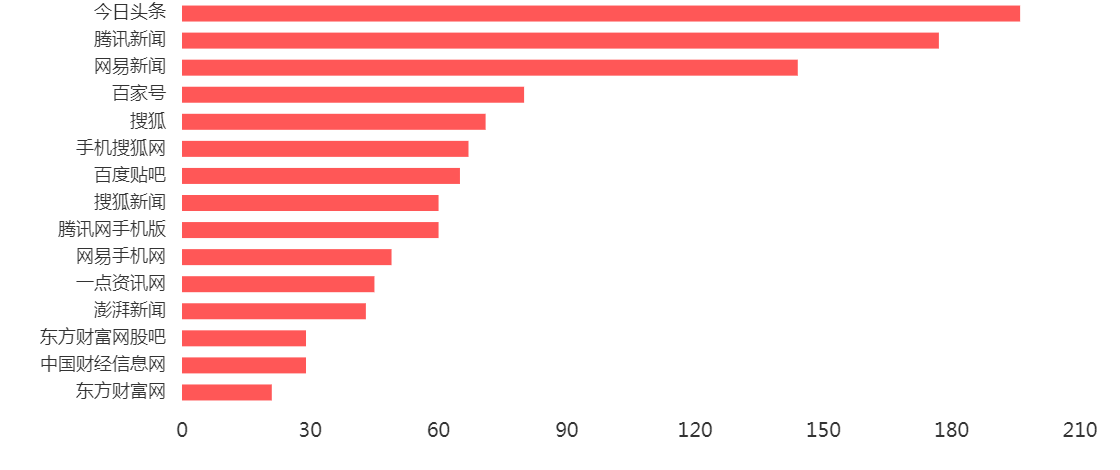 今日头条
腾讯新闻
网易新闻
百家号
搜狐
手机搜狐网
百度贴吧
搜狐新闻
腾讯网手机版
网易手机网
一点资讯网
澎湃新闻
东方财富网股吧
中国财经信息网
东方财富网
0 30 60 90 120 150 180 210